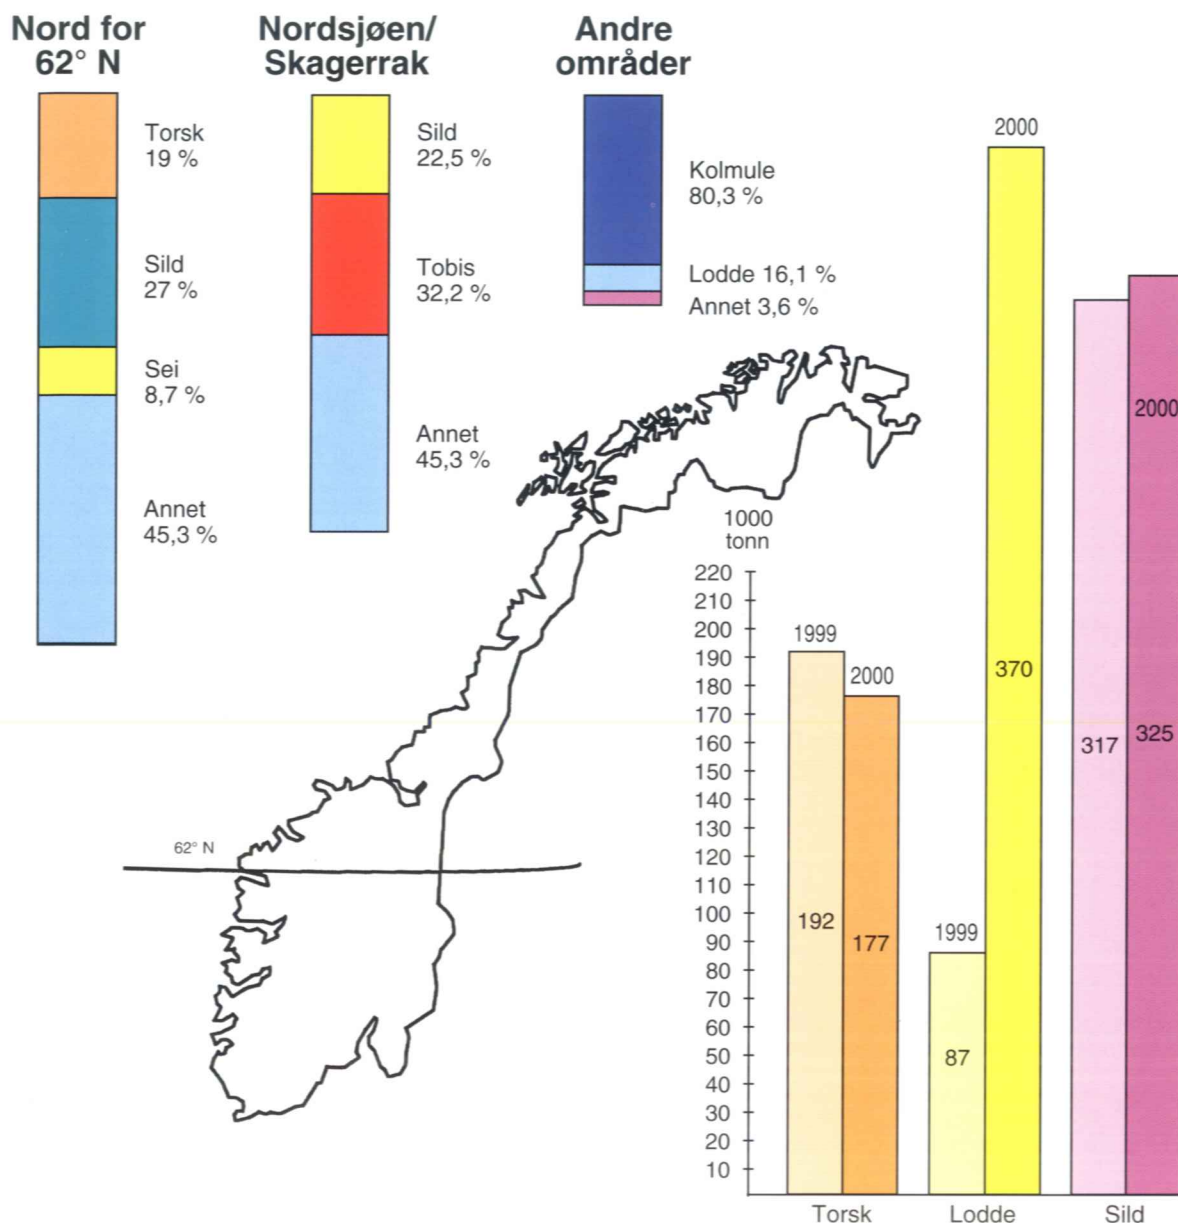 Nord for
62° N
Torsk
19 %
Sild
27 %
Sei
8,7 %
Annet
45,3 %
Nordsjøen/
Skagerrak
Sild
22,5 %
Tobis
32,2 %
Annet
45,3 %
Andre
områder
Kolmule
80,3 %
Lodde 16,1 %
Annet 3,6 %
62° N
1000
tonn
220
210
200
190
180
170
160
150
140
130
120
110
100
90
80
70
60
50
40
30
20
10
1999
192
2000
177
Torsk
1999
87
2000
370
Lodde
317
2000
325
Sild